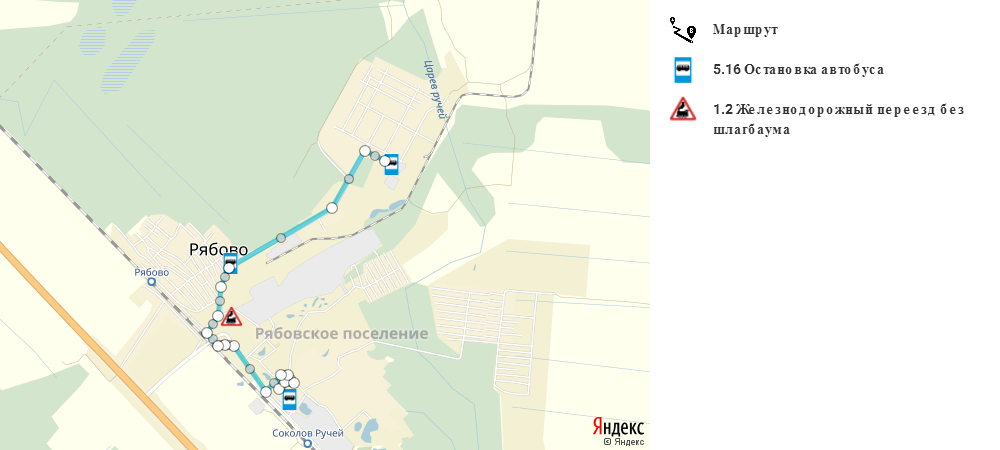 Царев ручей
Рябово
Рябово
Рябовское поселение
Соколов Ручей
Яндекс
© Яндекс
Маршрут
5.16 Остановка автобуса
1.2 Железнодорожный переезд без
шлагбаума